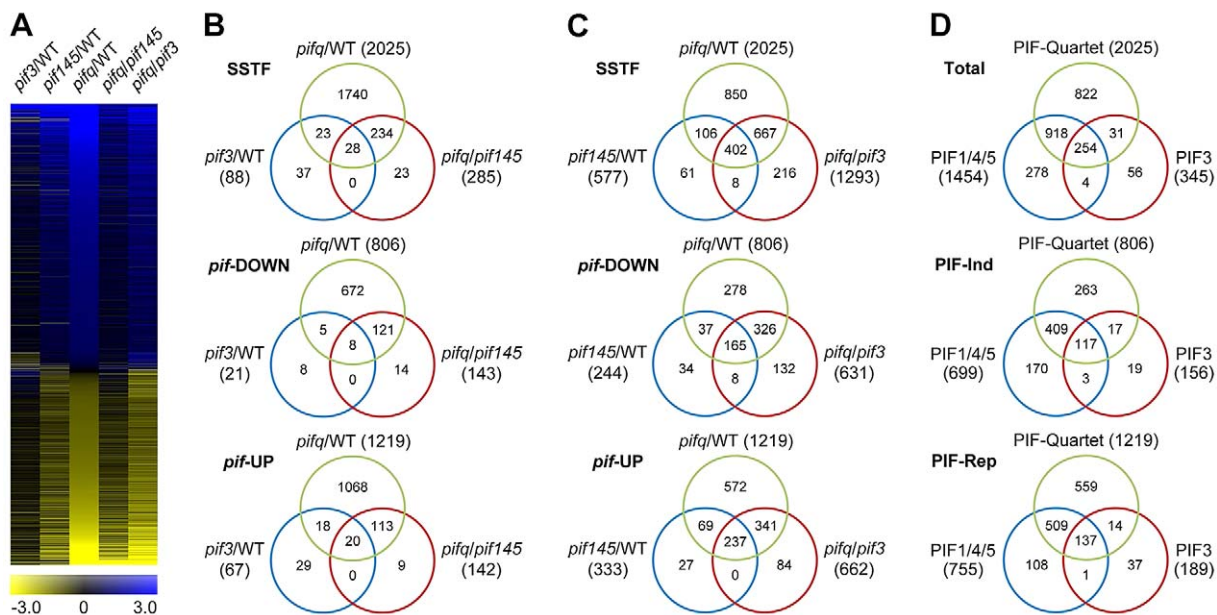 A
pif3/WT
pif145/WT
pifq/WT
pifq/pif145
pifq/pif3
-3.0 0 3.0
B
pifq/WT (2025)
SSTF
1740
23 234
28
pif3/WT
(88)
37 0 23
pifq/pif145
(285)
pifq/WT (806)
pif-DOWN
672
5 121
8
pif3/WT
(21)
8 0 14
pifq/pif145
(143)
pifq/WT (1219)
pif-UP
1068
18 113
20
pif3/WT
(67)
29 0 9
pifq/pif145
(142)
C
pifq/WT (2025)
SSTF
850
106 667
402
pif145/WT
(577)
61 8 216
pifq/pif3
(1293)
pifq/WT (806)
pif-DOWN
278
37 326
165
pif145/WT
(244)
34 8 132
pifq/pif3
(631)
pifq/WT (1219)
pif-UP
572
69 341
237
pif145/WT
(333)
27 0 84
pifq/pif3
(662)
D
PIF-Quartet (2025)
Total
822
918 31
254
PIF1/4/5
(1454)
278 4 56
PIF3
(345)
PIF-Quartet (806)
PIF-Ind
263
409 17
117
PIF1/4/5
(699)
170 3 19
PIF3
(156)
PIF-Quartet (1219)
PIF-Rep
559
509 14
137
PIF1/4/5
(755)
108 1 37
PIF3
(189)